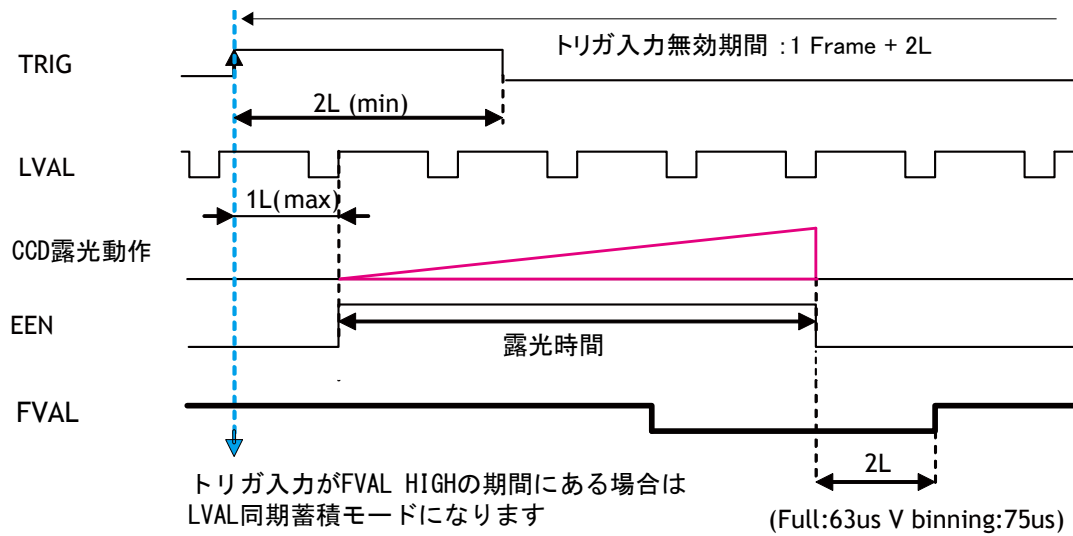 トリガ入力無効期間 :1 Frame + 2L
TRIG
2L (min)
LVAL
1L(max)
CCD露光動作
EEN
露光時間
FVAL
2L
トリガ入力がFVAL HIGHの期間にある場合は
LVAL同期蓄積モードになります
(Full:63us V binning:75us)